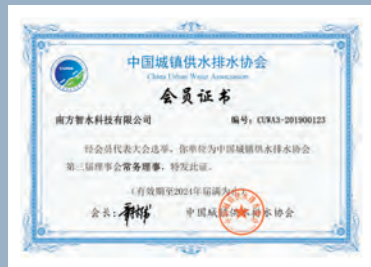 中国城镇供水排水协会
China Urban Water Association
会员证书
南方智水科技有限公司
编号：CUWA3-201900123
经会员代表大会选举，你单位为中国城镇供水排水协会
第三届理事会常务理事，特发此证。
（有效期至2024年届满为止）
会长：
中国城镇供水排水协会